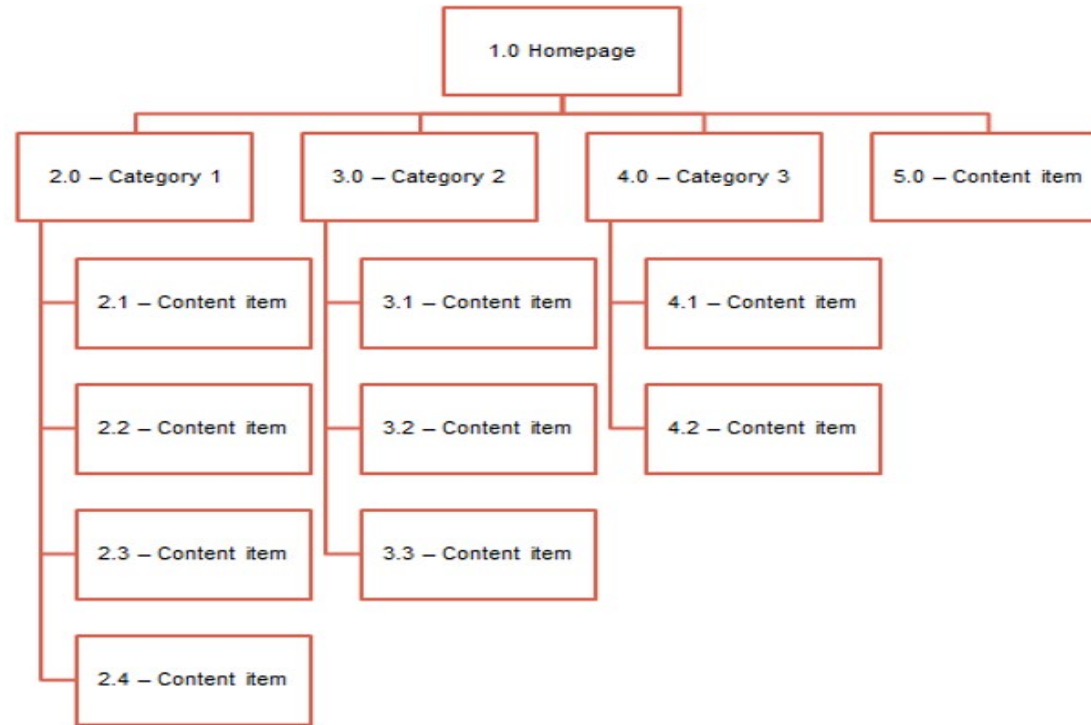 1.0 Homepage
2.0 – Category 1
3.0 – Category 2
4.0 – Category 3
5.0 – Content item
2.1 – Content item
3.1 – Content item
4.1 – Content item
2.2 – Content item
3.2 – Content item
4.2 – Content item
2.3 – Content item
3.3 – Content item
2.4 – Content item